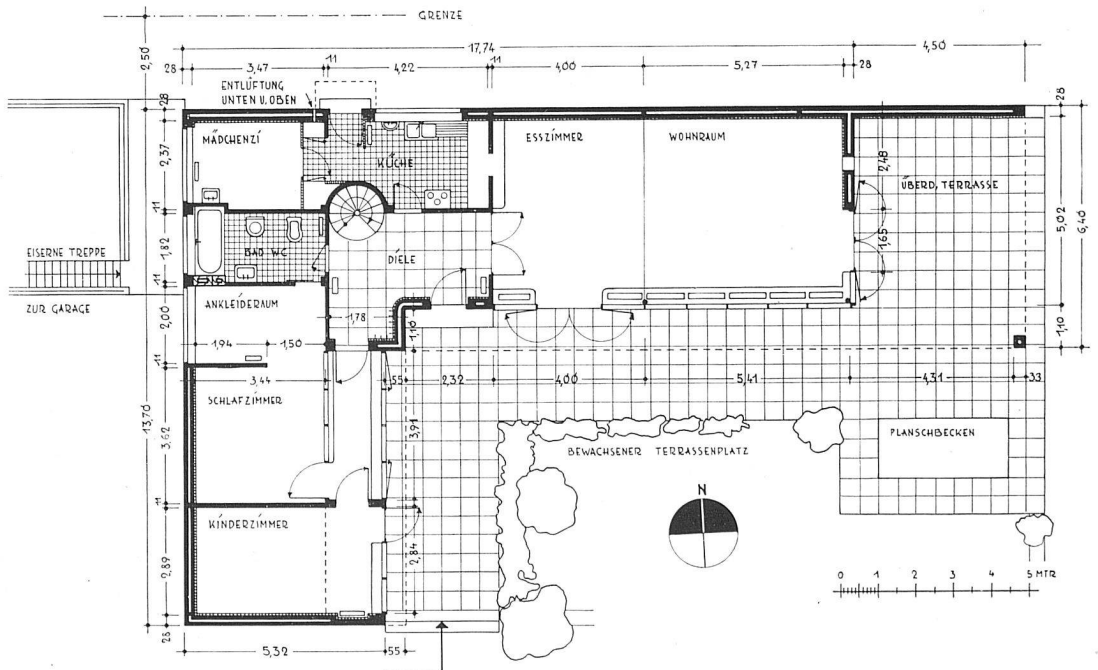 GRENZE
2,50
17,74
4,50
28
3,47
11
4,22
11
4,00
5,27
28
ENTLÜFTUNG
UNTEN U. OBEN
28
28
MÄDCHENZI
ESSZIMMER
WOHNRAUM
2,37
KÜCHE
2,48
ÜBERD. TERRASSE
5,02
6,40
11
1,82
BAD WC
DIELE
1,65
EISERNE TREPPE
11
ZUR GARAGE
ANKLEIDERAUM
2,00
1,78
1,10
1,10
1,94
1,50
11
3,44
55
2,32
4,00
5,41
4,31
33
SCHLAFZIMMER
13,70
3,62
3,91
PLANSCHBECKEN
BEWACHSENER TERRASSENPLATZ
11
N
KINDERZIMMER
2,84
2,89
0 1 2 3 4 5 MTR
28
5,32
55